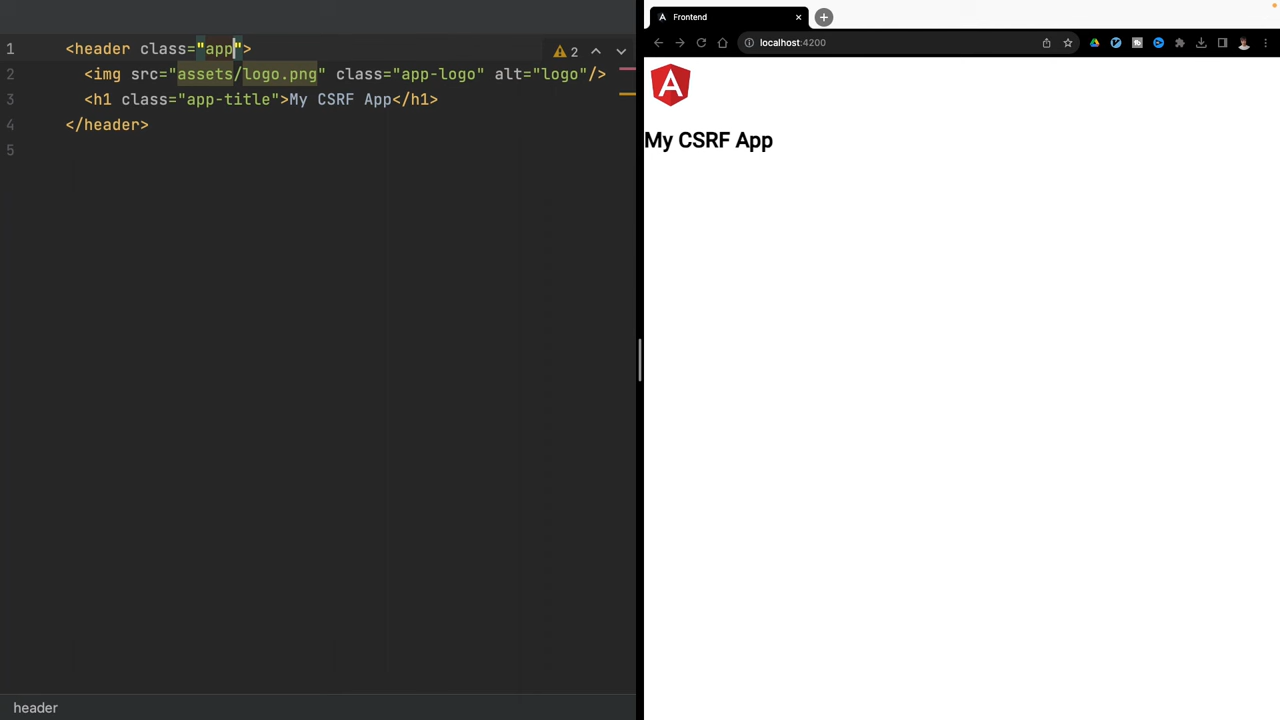 1 <header class="app">
2 <img src="assets/logo.png" class="app-logo" alt="logo"/>
3 <h1 class="app-title">My CSRF App</h1>
4 </header>
5
2
header
Frontend
localhost:4200
A
My CSRF App